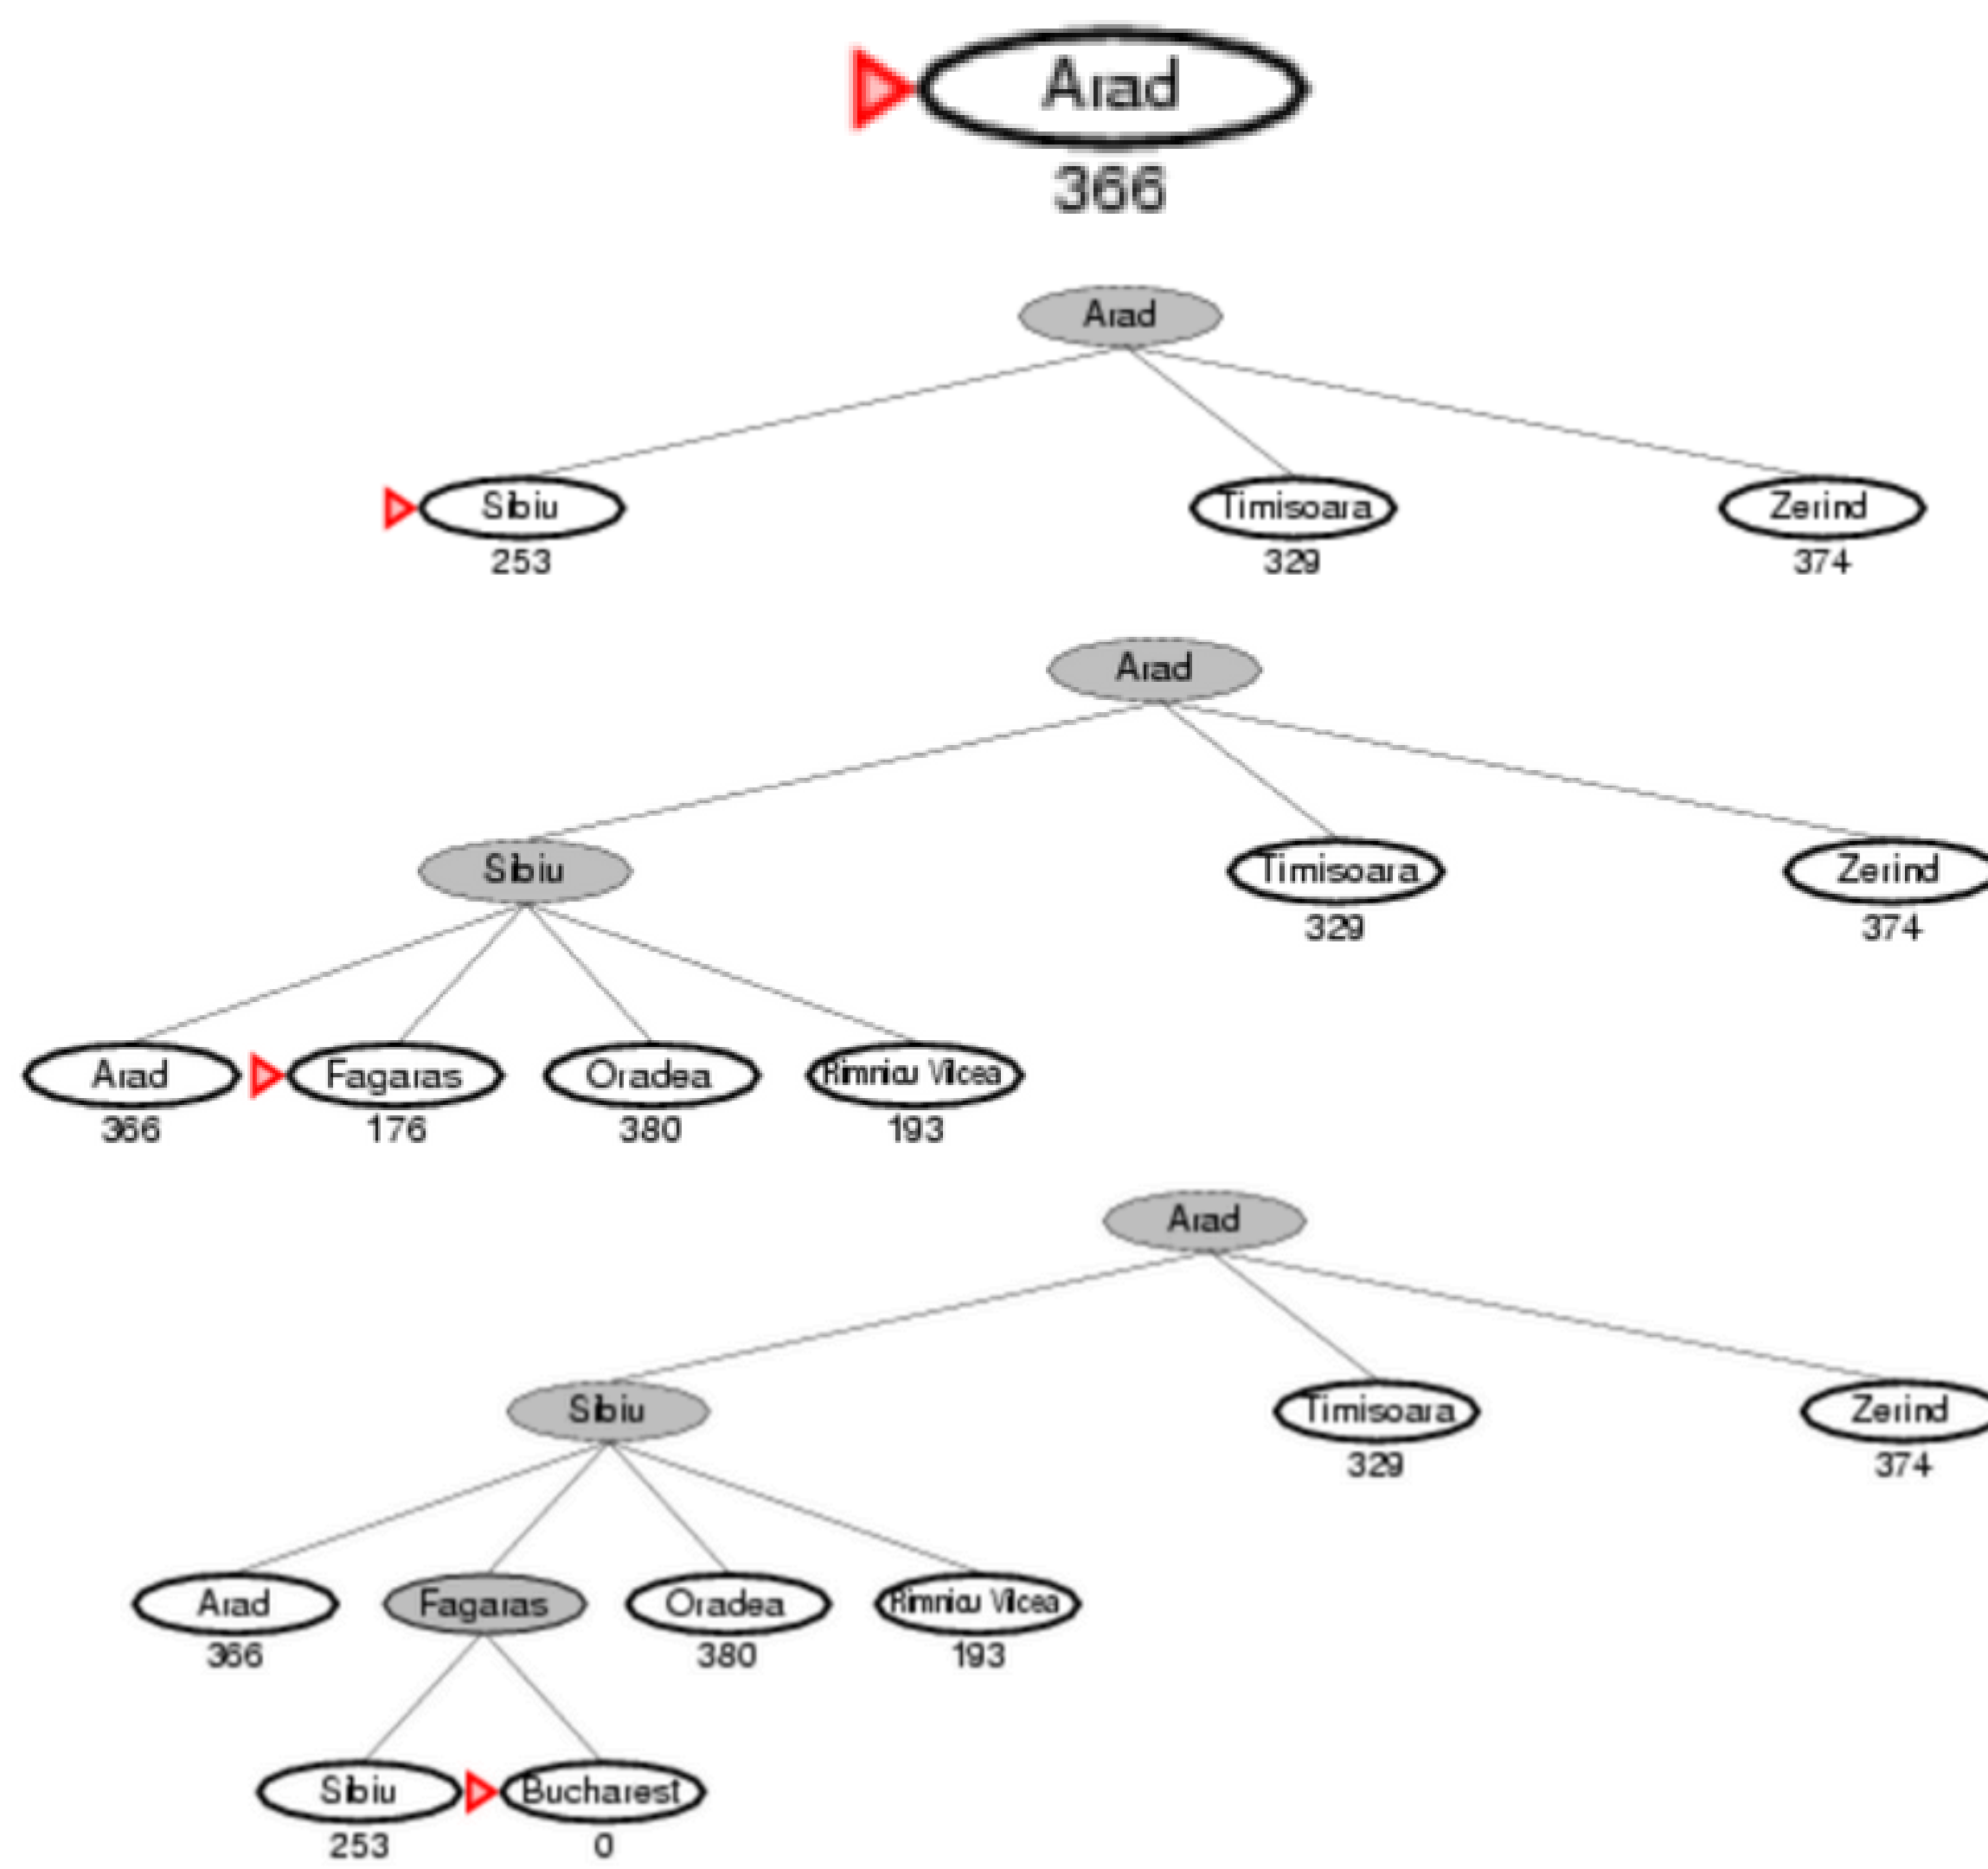 Arad
366
Arad
Sibiu Timisoara Zerind
253 329 374
Arad
Sibiu Timisoara Zerind
329 374
Arad Fagaras Oradea Rimnicu Vilcea
366 176 380 193
Arad
Sibiu Timisoara Zerind
329 374
Arad Fagaras Oradea Rimnicu Vilcea
366 380 193
Sibiu Bucharest
253 0